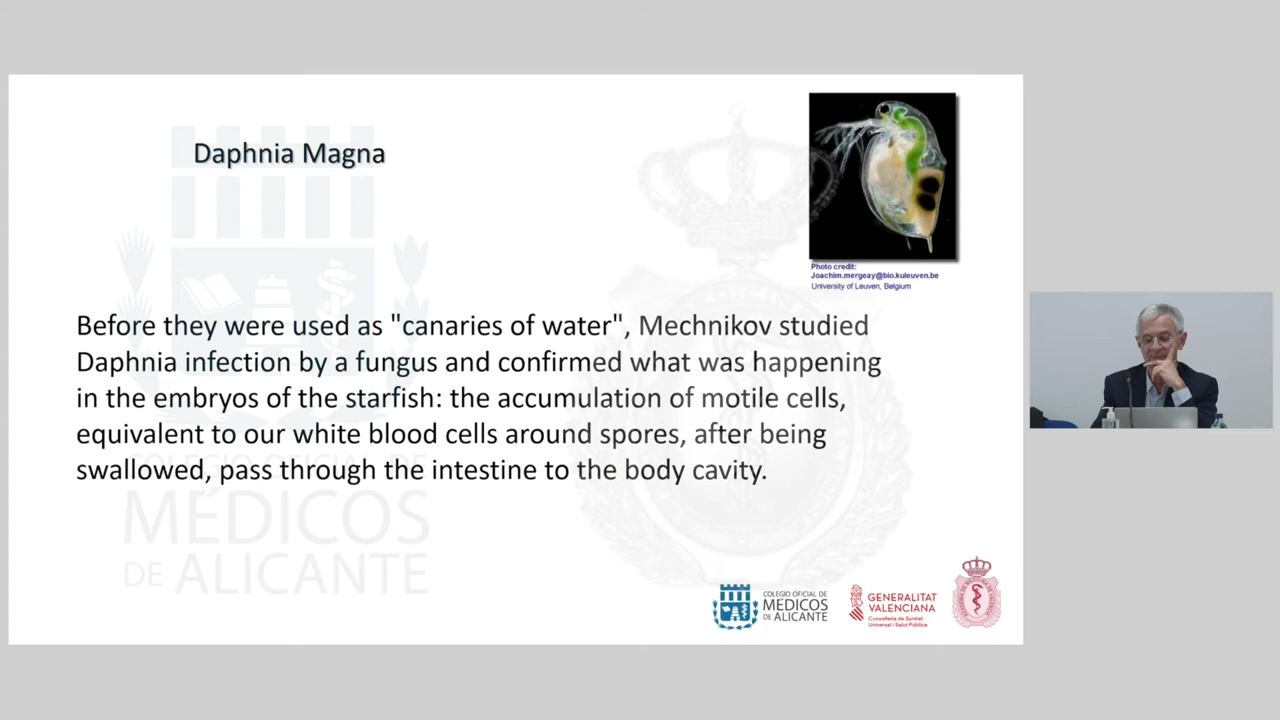 Daphnia Magna
Photo credit:
Joachim.mergeay@bio.kuleuven.be
University of Leuven, Belgium
Before they were used as "canaries of water", Mechnikov studied
Daphnia infection by a fungus and confirmed what was happening
in the embryos of the starfish: the accumulation of motile cells,
equivalent to our white blood cells around spores, after being
swallowed, pass through the intestine to the body cavity.
MÉDICOS
DE ALICANTE
COLEGIO OFICIAL DE
MÉDICOS
DE ALICANTE
GENERALITAT
VALENCIANA
Conselleria de Sanitat
Universal i Salut Pública